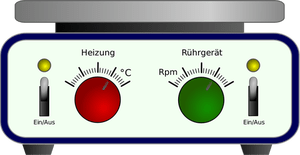 Heizung
Rührgerät
°C
Rpm
Ein/Aus
Ein/Aus